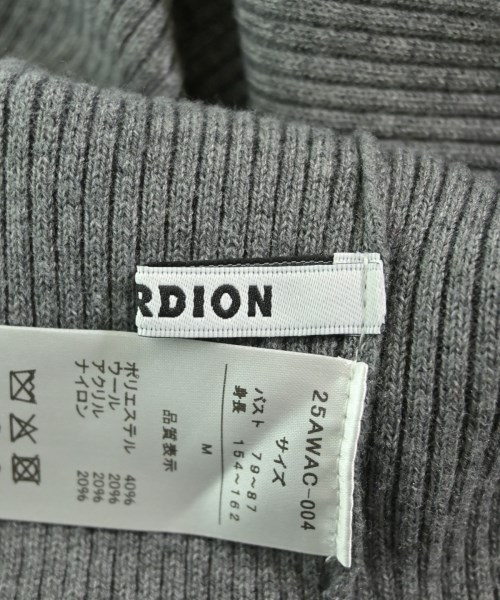 RDION
25AWAC-004
サイズ
バスト 79~87
身長 154~162
M
品質表示
ポリエステル 40%
ウール 20%
アクリル 20%
ナイロン 20%